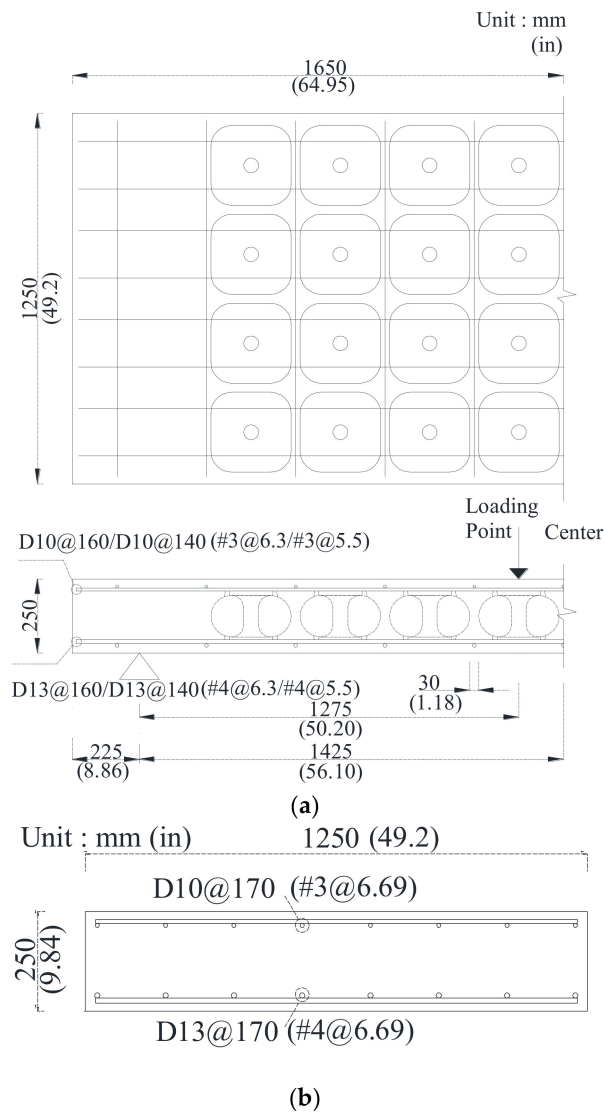 Unit : mm
(in)
1650
(64.95)
1250
(49.2)
Loading
Point
Center
D10@160/D10@140 (#3@6.3/#3@5.5)
250
D13@160/D13@140 (#4@6.3/#4@5.5)
30
(1.18)
1275
(50.20)
225
(8.86)
1425
(56.10)
(a)
Unit : mm (in)
1250 (49.2)
D10@170 (#3@6.69)
250
(9.84)
D13@170 (#4@6.69)
(b)